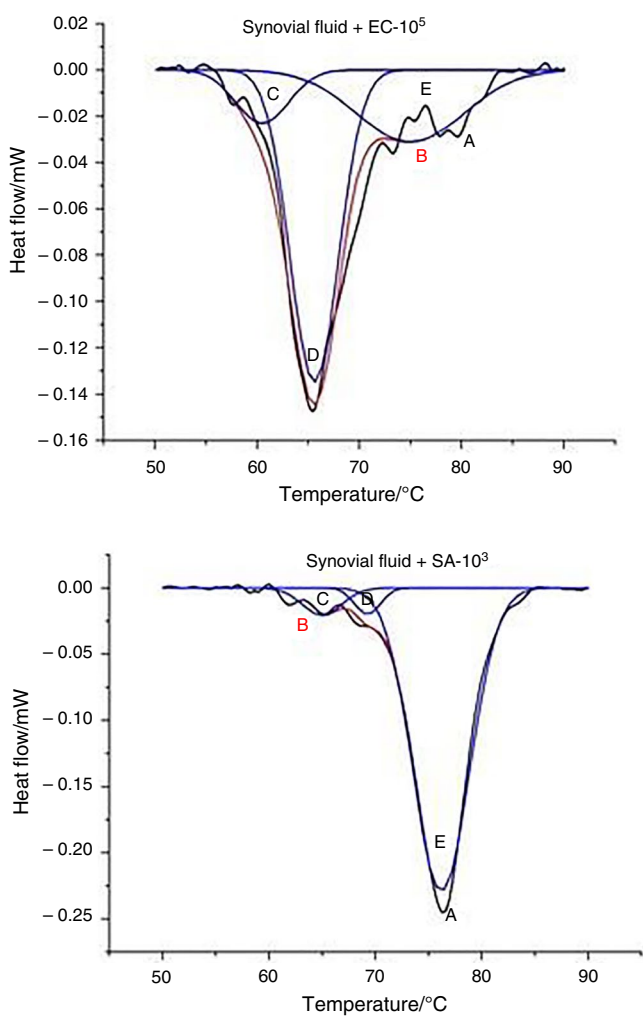 Synovial fluid + EC-10⁵
0.02
0.00
– 0.02
– 0.04
– 0.06
– 0.08
– 0.10
– 0.12
– 0.14
– 0.16
Heat flow/mW
C
E
A
B
D
50
60
70
80
90
Temperature/°C
Synovial fluid + SA-10³
0.00
– 0.05
– 0.10
– 0.15
– 0.20
– 0.25
Heat flow/mW
C
D
B
E
A
50
60
70
80
90
Temperature/°C